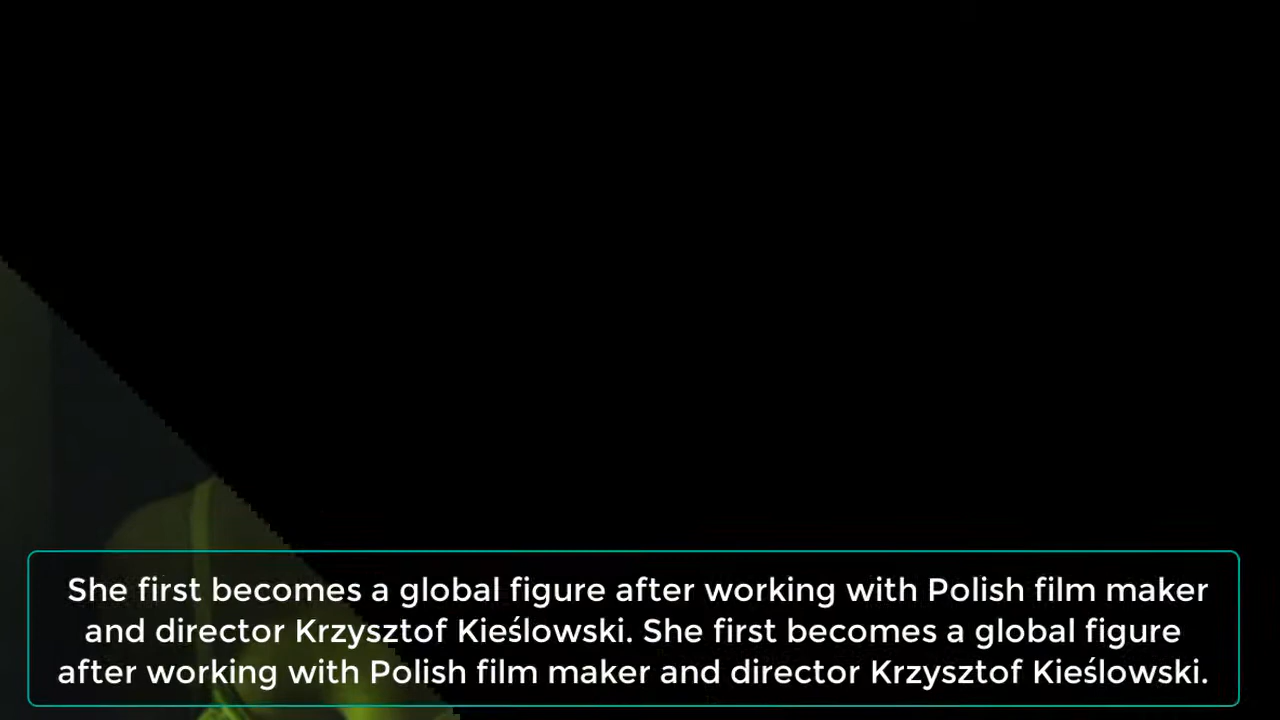 She first becomes a global figure after working with Polish film maker
and director Krzysztof Kieślowski. She first becomes a global figure
after working with Polish film maker and director Krzysztof Kieślowski.